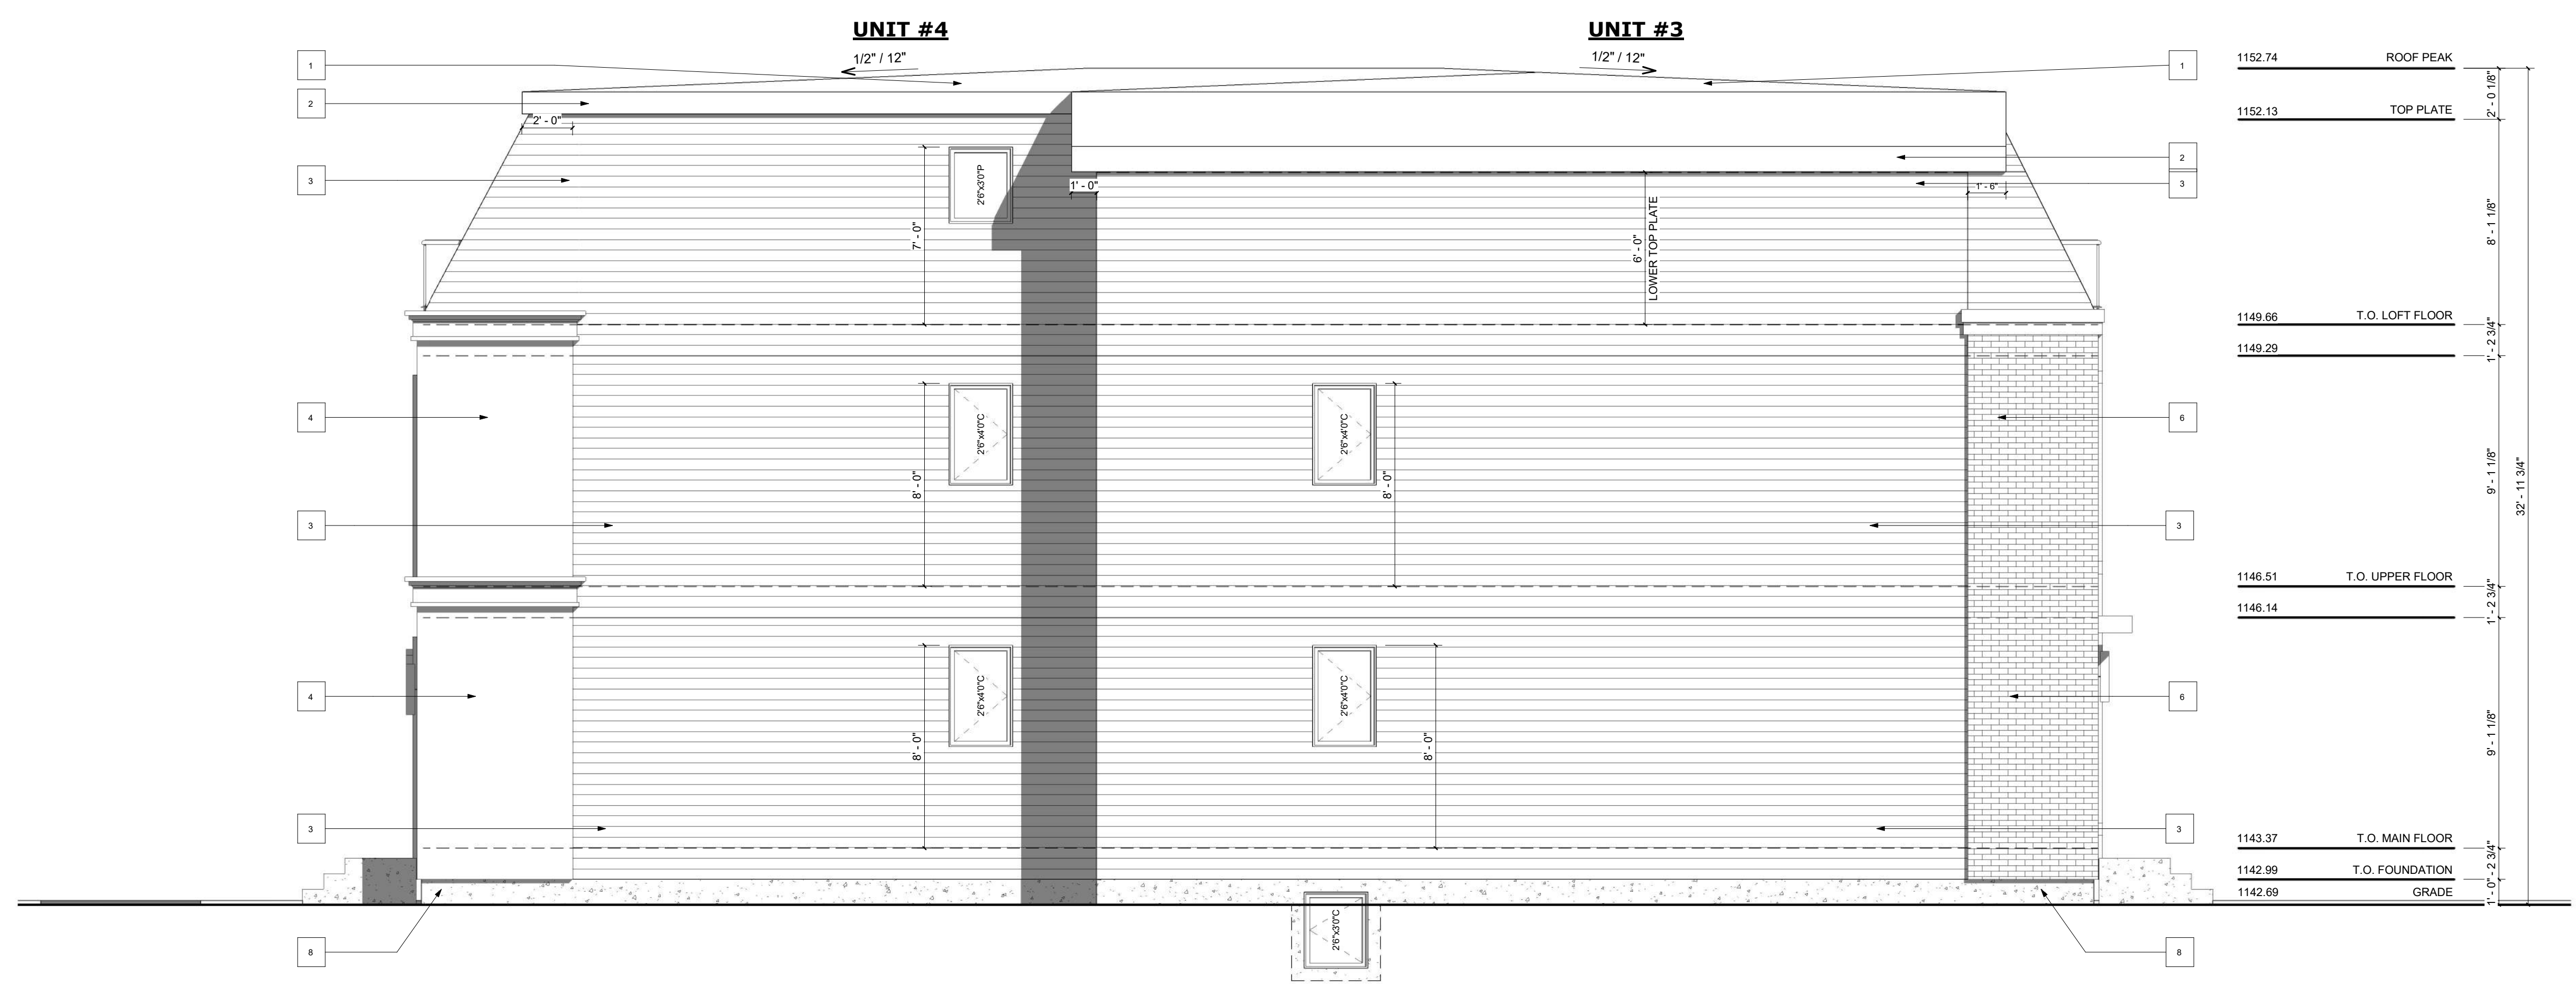 UNIT #4
UNIT #3
1/2" / 12"
1/2" / 12"
1
1
1152.74 ROOF PEAK
2
2' - 0 1/8"
2' - 0"
1152.13 TOP PLATE
2
3
2'6"x3'0"P
1' - 0"
1' - 6"
3
7' - 0"
6' - 0"
LOWER TOP PLATE
8' - 1 1/8"
1149.66 T.O. LOFT FLOOR
1' - 2 3/4"
1149.29
4
2'6"x4'0"C
2'6"x4'0"C
6
8' - 0"
8' - 0"
9' - 1 1/8"
32' - 11 3/4"
3
3
1146.51 T.O. UPPER FLOOR
1' - 2 3/4"
1146.14
4
2'6"x4'0"C
2'6"x4'0"C
6
8' - 0"
8' - 0"
9' - 1 1/8"
3
3
1143.37 T.O. MAIN FLOOR
1' - 2 3/4"
1142.99 T.O. FOUNDATION
1142.69 GRADE
1' - 0"
2'6"x3'0"C
8
8